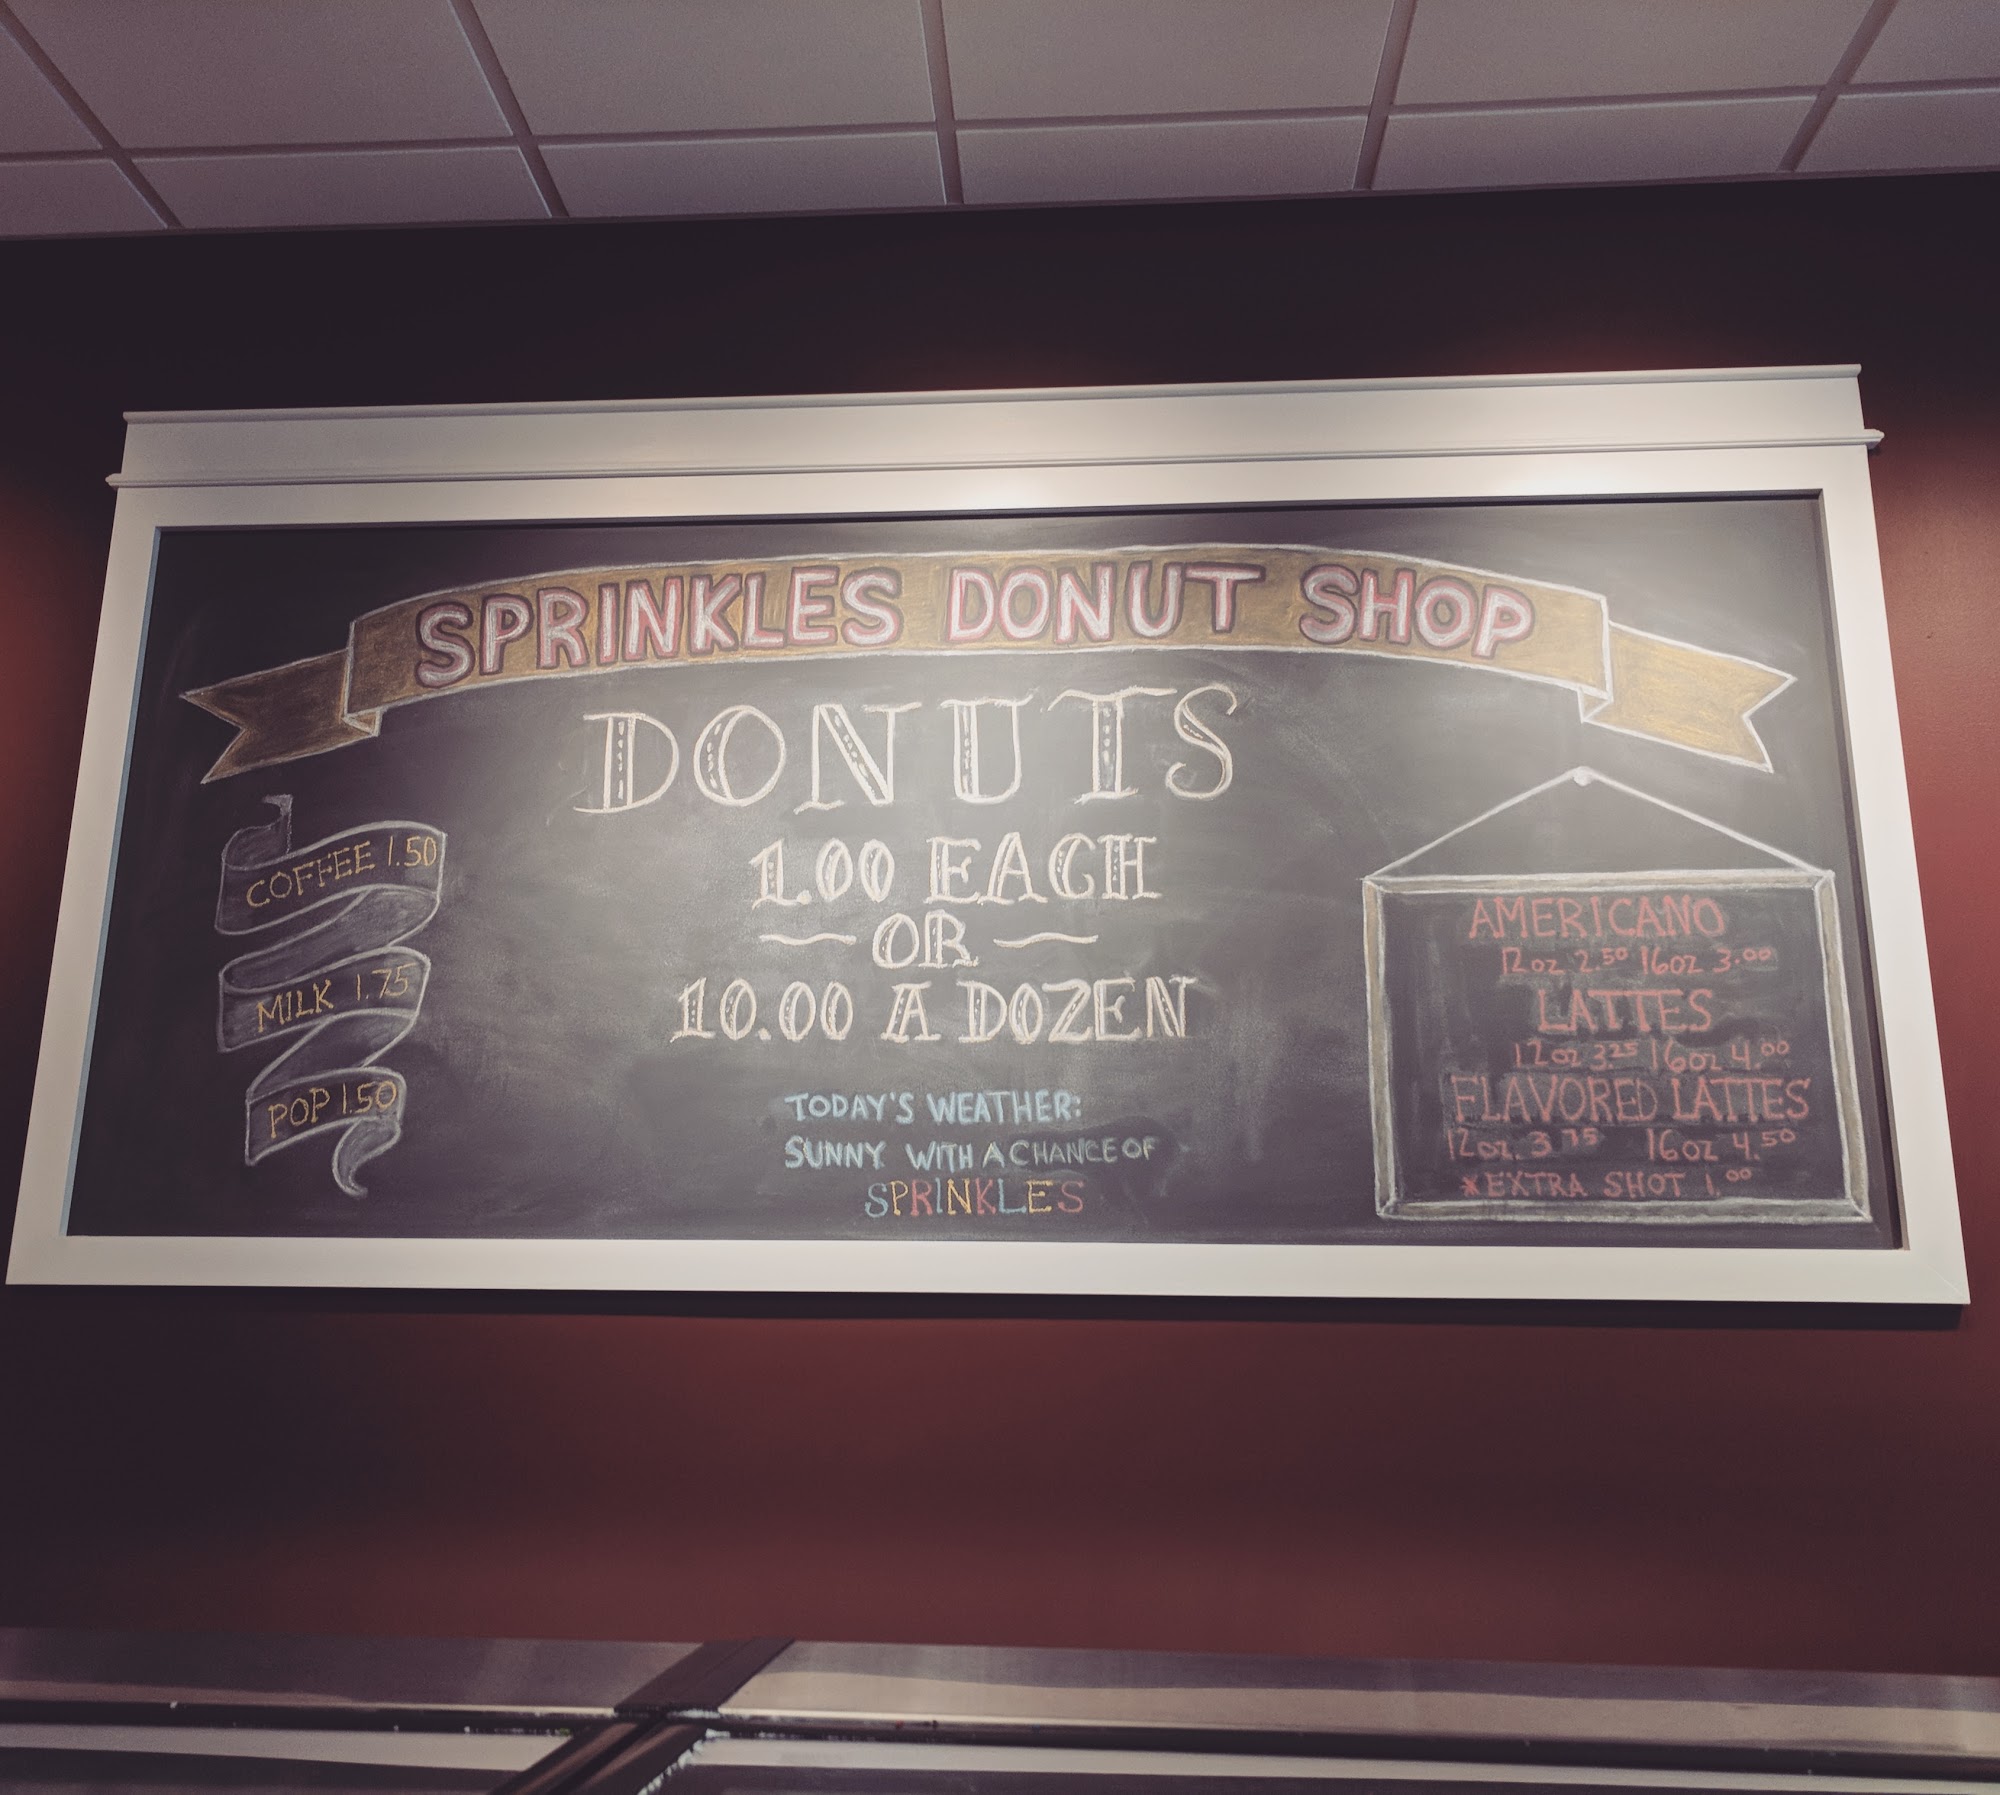 SPRINKLES DONUT SHOP
DONUTS
1.00 EACH
OR
10.00 A DOZEN
TODAY'S WEATHER:
SUNNY WITH A CHANCE OF
SPRINKLES
COFFEE 1.50
MILK 1.75
POP 1.50
AMERICANO
12oz 2.50 16oz 3.00
LATTES
12oz 3.25 16oz 4.00
FLAVORED LATTES
12oz. 3.75 16oz 4.50
*EXTRA SHOT 1.00